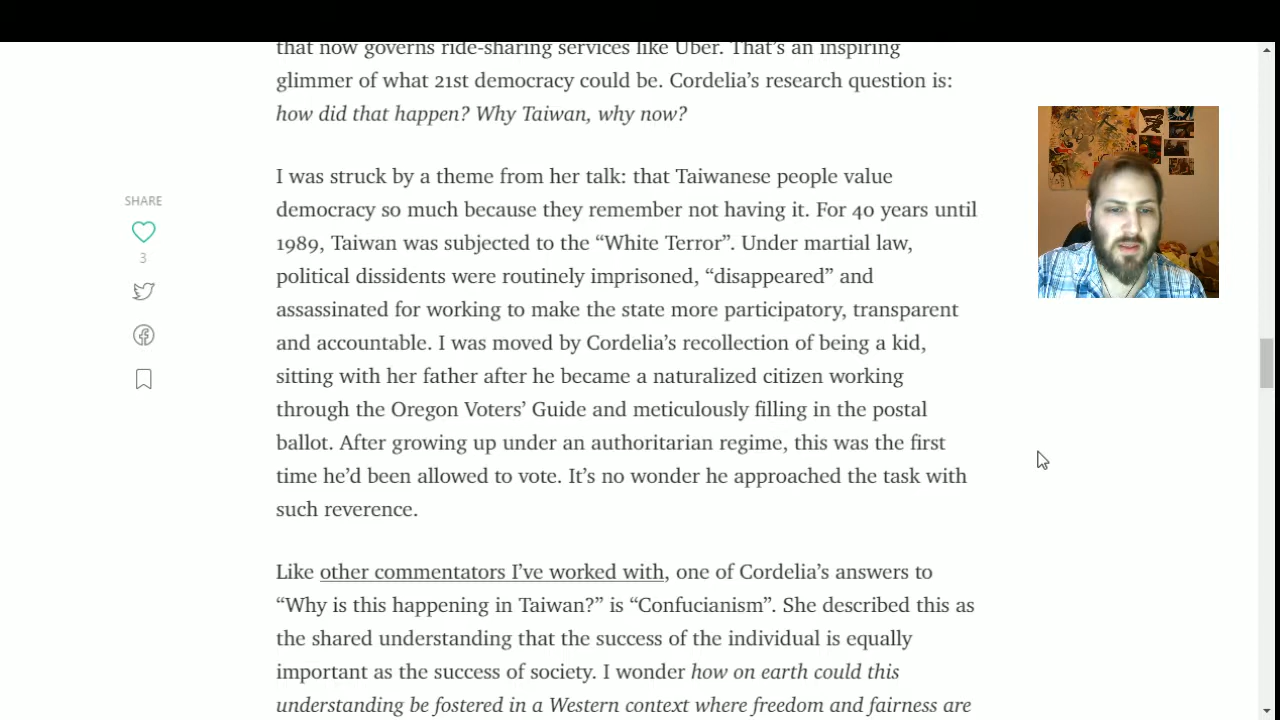 that now governs ride-sharing services like Uber. That's an inspiring
glimmer of what 21st democracy could be. Cordelia's research question is:
how did that happen? Why Taiwan, why now?
I was struck by a theme from her talk: that Taiwanese people value
democracy so much because they remember not having it. For 40 years until
1989, Taiwan was subjected to the “White Terror”. Under martial law,
political dissidents were routinely imprisoned, “disappeared” and
assassinated for working to make the state more participatory, transparent
and accountable. I was moved by Cordelia's recollection of being a kid,
sitting with her father after he became a naturalized citizen working
through the Oregon Voters' Guide and meticulously filling in the postal
ballot. After growing up under an authoritarian regime, this was the first
time he'd been allowed to vote. It's no wonder he approached the task with
such reverence.
Like other commentators I've worked with, one of Cordelia's answers to
“Why is this happening in Taiwan?” is “Confucianism”. She described this as
the shared understanding that the success of the individual is equally
important as the success of society. I wonder how on earth could this
understanding be fostered in a Western context where freedom and fairness are
SHARE
3